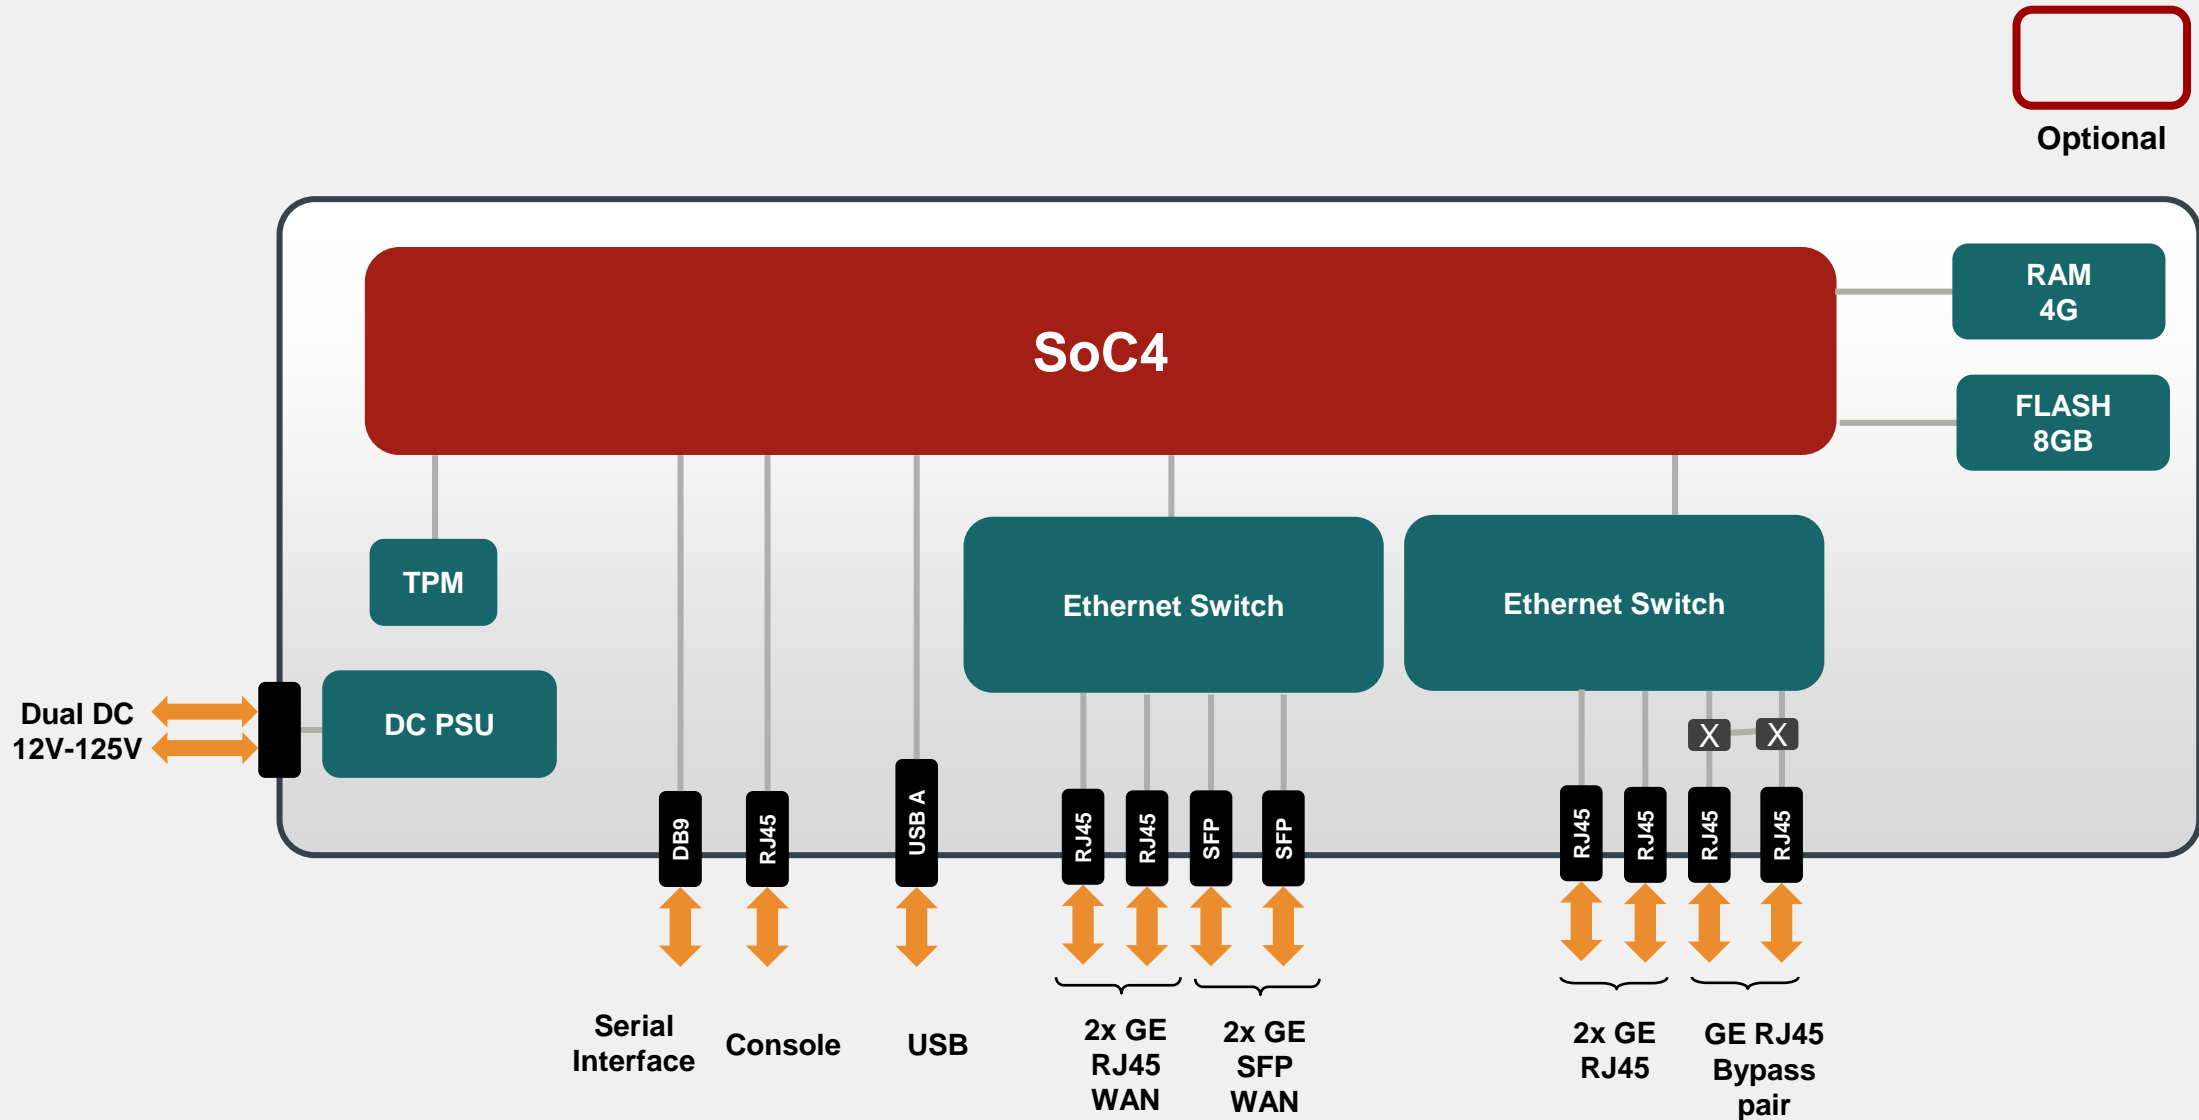 Optional
SoC4
RAM
4G
FLASH
8GB
TPM
Ethernet Switch
Ethernet Switch
DC PSU
Dual DC
12V-125V
X
X
DB9
RJ45
USB A
RJ45
RJ45
SFP
SFP
RJ45
RJ45
RJ45
RJ45
Serial
Interface
Console
USB
2x GE
RJ45
WAN
2x GE
SFP
WAN
2x GE
RJ45
GE RJ45
Bypass
pair